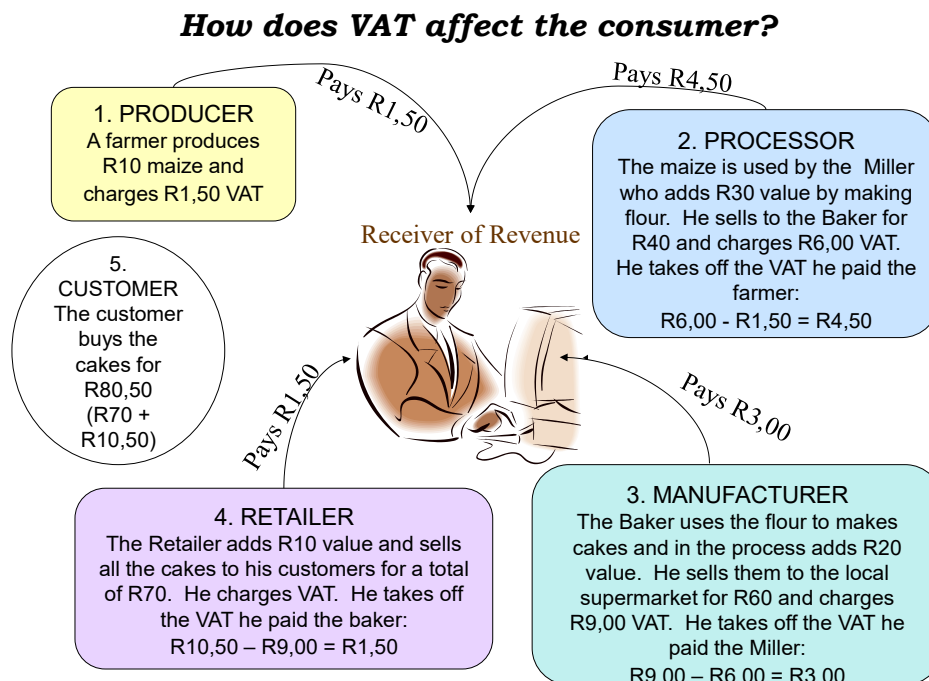 How does VAT affect the consumer?
Pays R1,50
Pays R4,50
1. PRODUCER
A farmer produces
R10 maize and
charges R1,50 VAT
2. PROCESSOR
The maize is used by the Miller
who adds R30 value by making
flour. He sells to the Baker for
R40 and charges R6,00 VAT.
He takes off the VAT he paid the
farmer:
R6,00 - R1,50 = R4,50
Receiver of Revenue
5.
CUSTOMER
The customer
buys the
cakes for
R80,50
(R70 +
R10,50)
Pays R1,50
Pays R3,00
4. RETAILER
The Retailer adds R10 value and sells
all the cakes to his customers for a total
of R70. He charges VAT. He takes off
the VAT he paid the baker:
R10,50 – R9,00 = R1,50
3. MANUFACTURER
The Baker uses the flour to makes
cakes and in the process adds R20
value. He sells them to the local
supermarket for R60 and charges
R9,00 VAT. He takes off the VAT he
paid the Miller:
R9,00 – R6,00 = R3,00